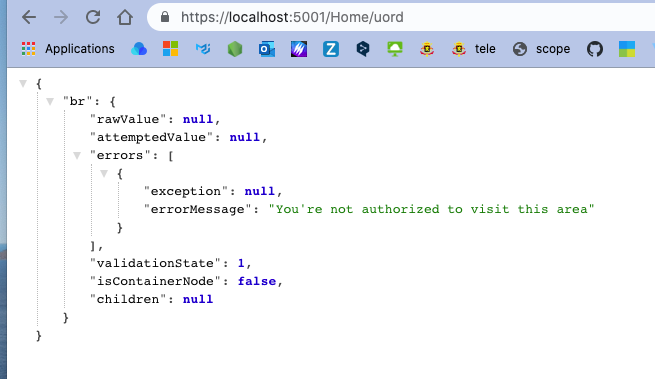 https://localhost:5001/Home/uord
Applications Z tele scope
{
"br": {
"rawValue": null,
"attemptedValue": null,
"errors": [
{
"exception": null,
"errorMessage": "You're not authorized to visit this area"
}
],
"validationState": 1,
"isContainerNode": false,
"children": null
}
}